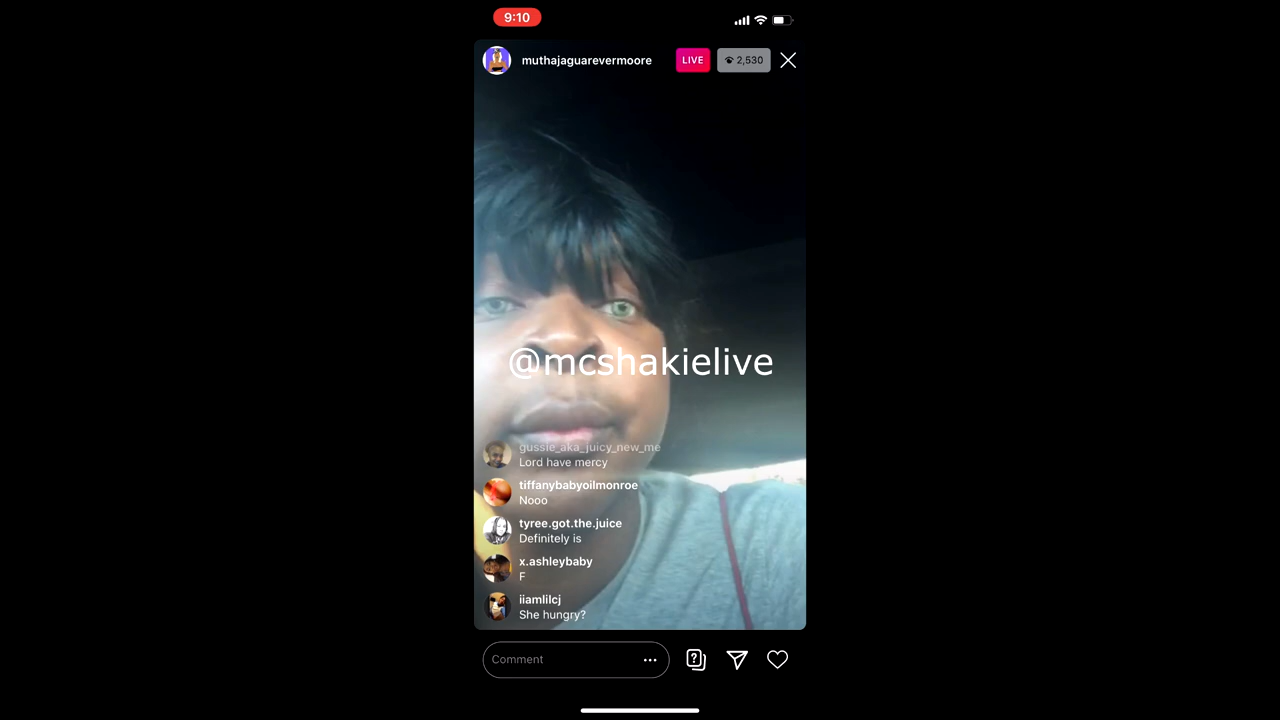 9:10
muthajaguarevermoore
LIVE
2,530
@mcshakielive
gussie_aka_juicy_new_me
Lord have mercy
tiffanybabyoilmonroe
Nooo
tyree.got.the.juice
Definitely is
x.ashleybaby
F
iiamlilcj
She hungry?
Comment